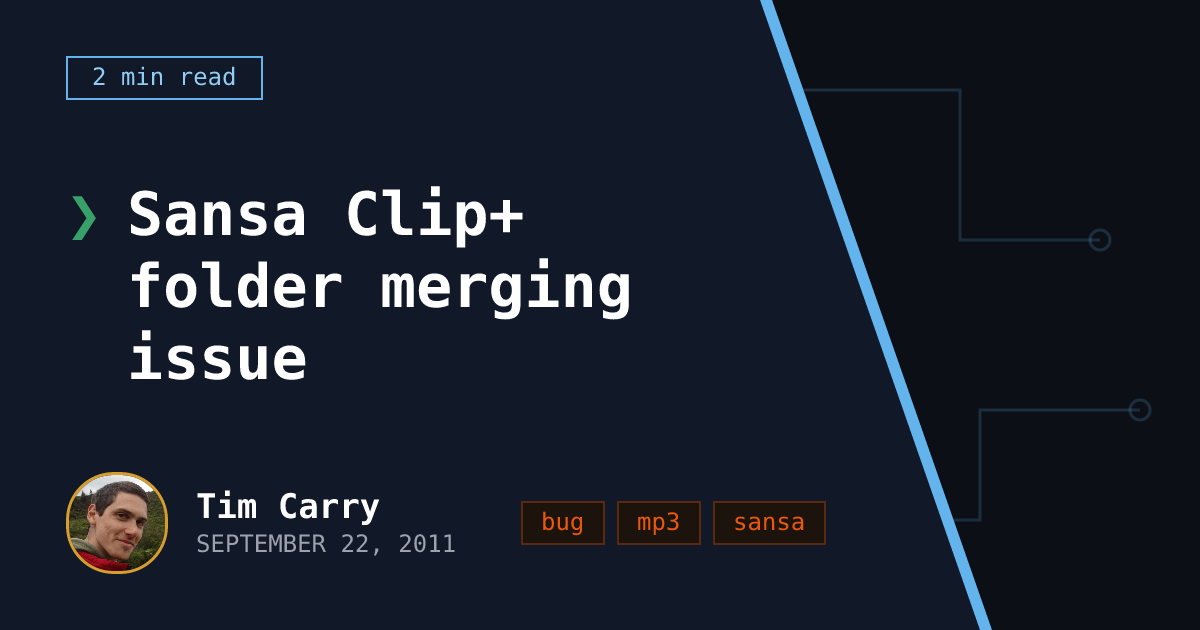 2 min read
❯ Sansa Clip+
folder merging
issue
Tim Carry
SEPTEMBER 22, 2011
bug mp3 sansa